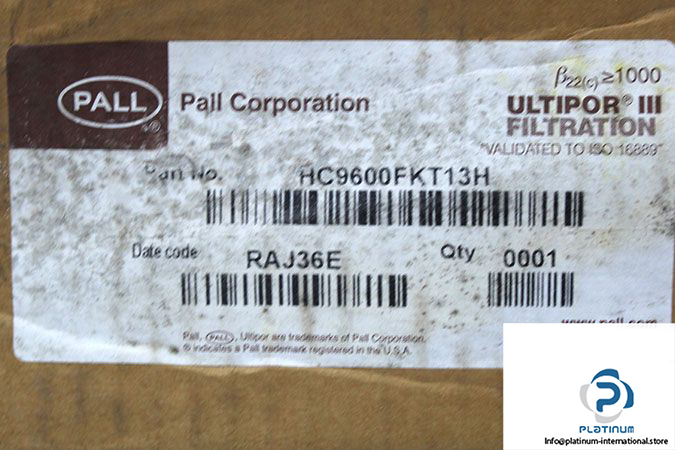 PALL
®
Pall Corporation
β22(c)≥1000
ULTIPOR® III
FILTRATION
"VALIDATED TO ISO 16889"
Part No. HC9600FKT13H
Date code RAJ36E Qty 0001
www.pall.com
Pall, PALL, Ultipor are trademarks of Pall Corporation.
® indicates a Pall trademark registered in the U.S.A.
PLATINUM
Info@platinum-international.store